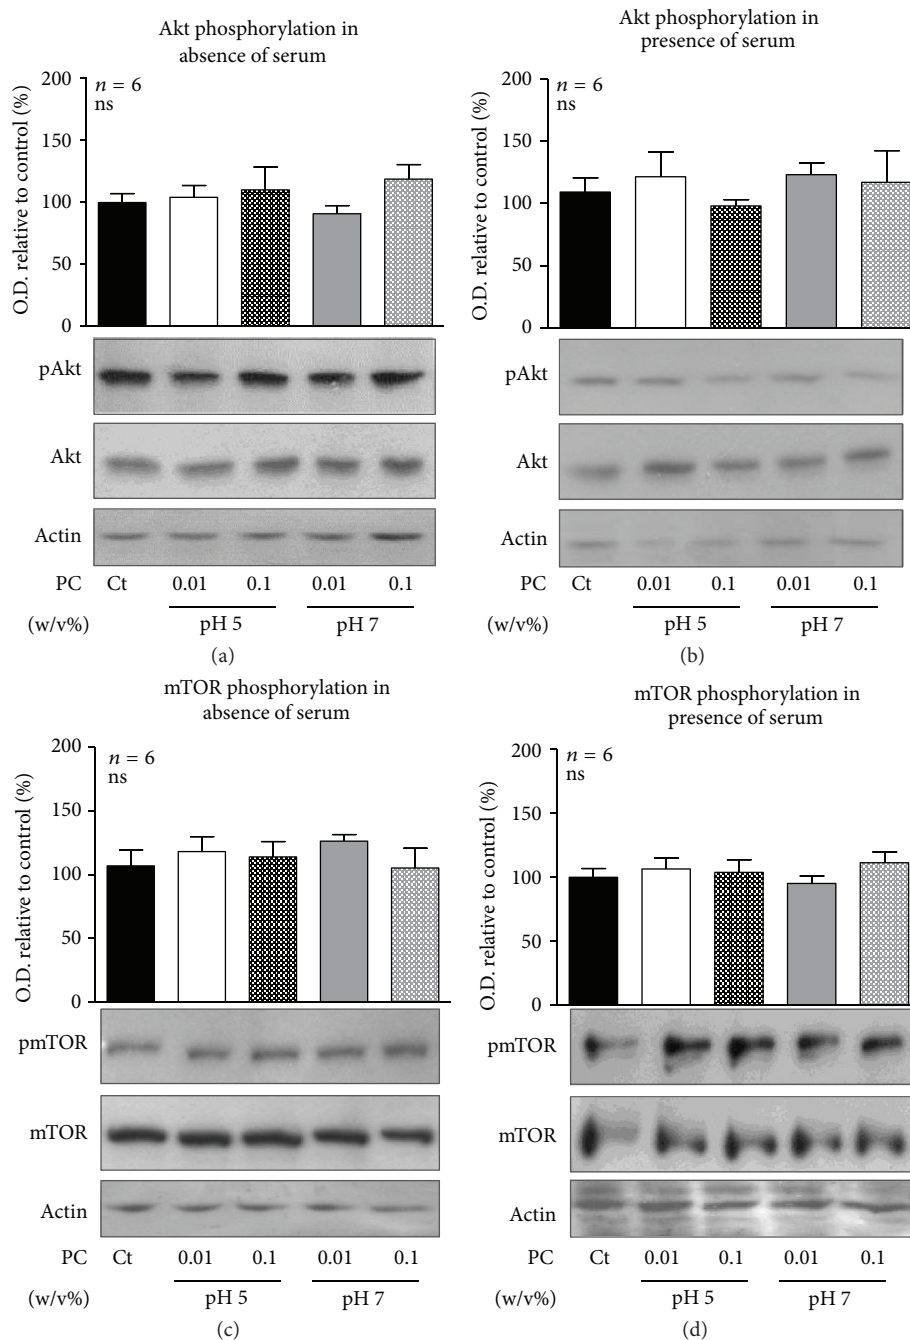 Akt phosphorylation in
absence of serum
O.D. relative to control (%)
200
150
100
50
0
n = 6
ns
pAkt
Akt
Actin
PC Ct 0.01 0.1 0.01 0.1
(w/v%) pH 5 pH 7
(a)
Akt phosphorylation in
presence of serum
O.D. relative to control (%)
200
150
100
50
0
n = 6
ns
pAkt
Akt
Actin
PC Ct 0.01 0.1 0.01 0.1
(w/v%) pH 5 pH 7
(b)
mTOR phosphorylation in
absence of serum
O.D. relative to control (%)
200
150
100
50
0
n = 6
ns
pmTOR
mTOR
Actin
PC Ct 0.01 0.1 0.01 0.1
(w/v%) pH 5 pH 7
(c)
mTOR phosphorylation in
presence of serum
O.D. relative to control (%)
200
150
100
50
0
n = 6
ns
pmTOR
mTOR
Actin
PC Ct 0.01 0.1 0.01 0.1
(w/v%) pH 5 pH 7
(d)